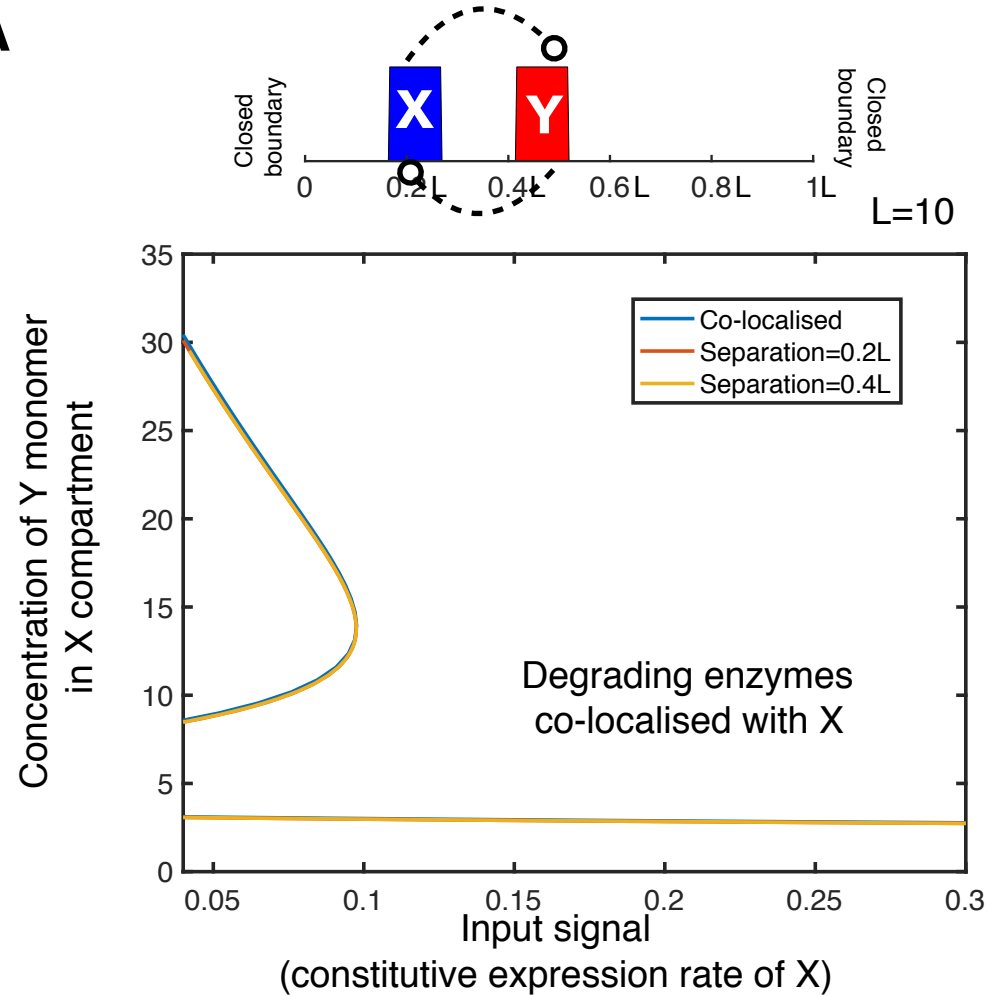 A
Closed
boundary
X
Y
Closed
boundary
0
0.2L
0.4L
0.6L
0.8L
1L
L=10
35
30
25
20
15
10
5
0
Concentration of Y monomer
in X compartment
Co-localised
Separation=0.2L
Separation=0.4L
Degrading enzymes
co-localised with X
0.05
0.1
0.15
0.2
0.25
0.3
Input signal
(constitutive expression rate of X)